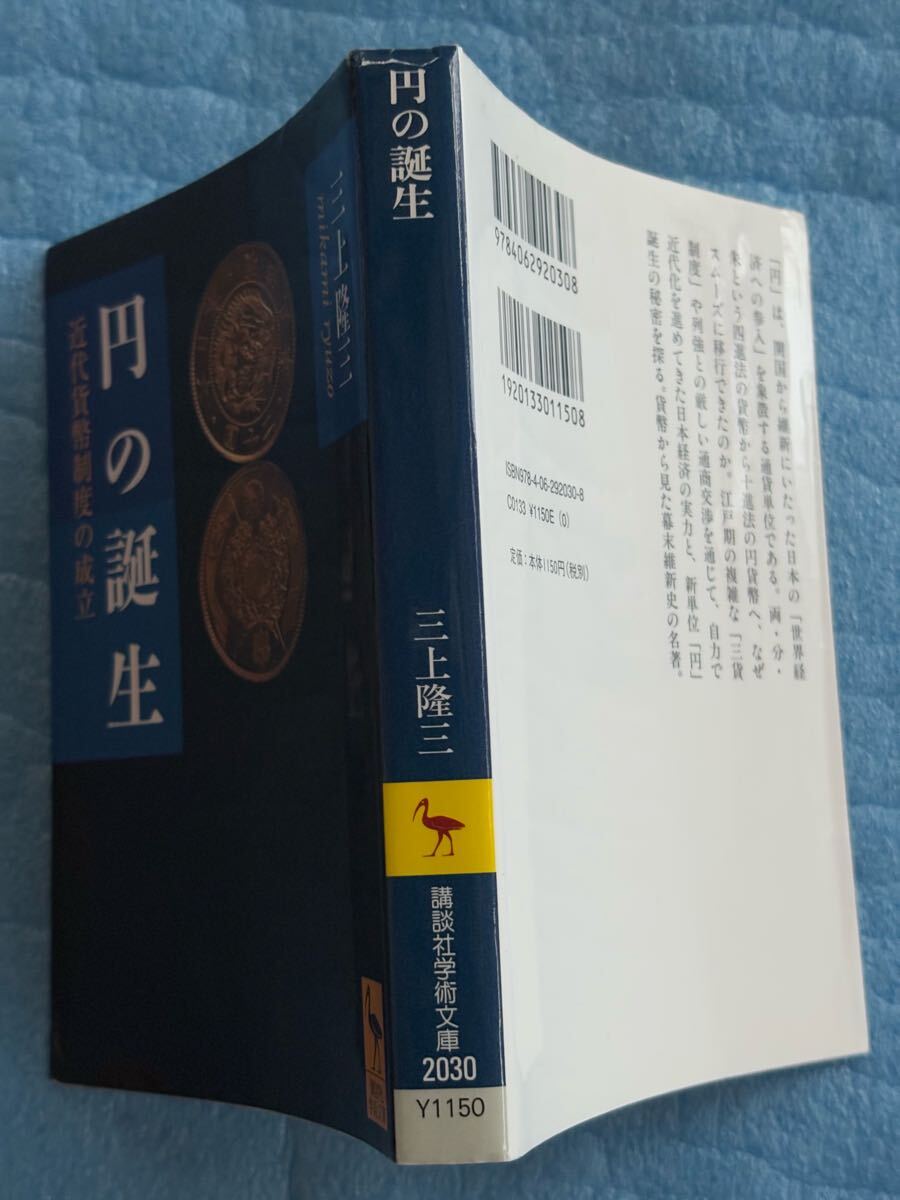 円の誕生
近代貨幣制度の成立
三上隆三
mikami ryuzo
円の誕生
三上隆三
講談社学術文庫
2030
Y1150
9784062920308
1920133011508
ISBN978-4-06-292030-8
C0133 ¥1150E (0)
定価:本体1150円(税別)
「円」は、開国から維新にいたった日本の「世界経
済への参入」を象徴する通貨単位である。両・分・
朱という四進法の貨幣から十進法の円貨幣へ、なぜ
スムーズに移行できたのか。江戸期の複雑な「三貨
制度」や列強との厳しい通商交渉を通じて、自力で
近代化を進めてきた日本経済の実力と、新単位「円」
誕生の秘密を探る。貨幣から見た幕末維新史の名著。